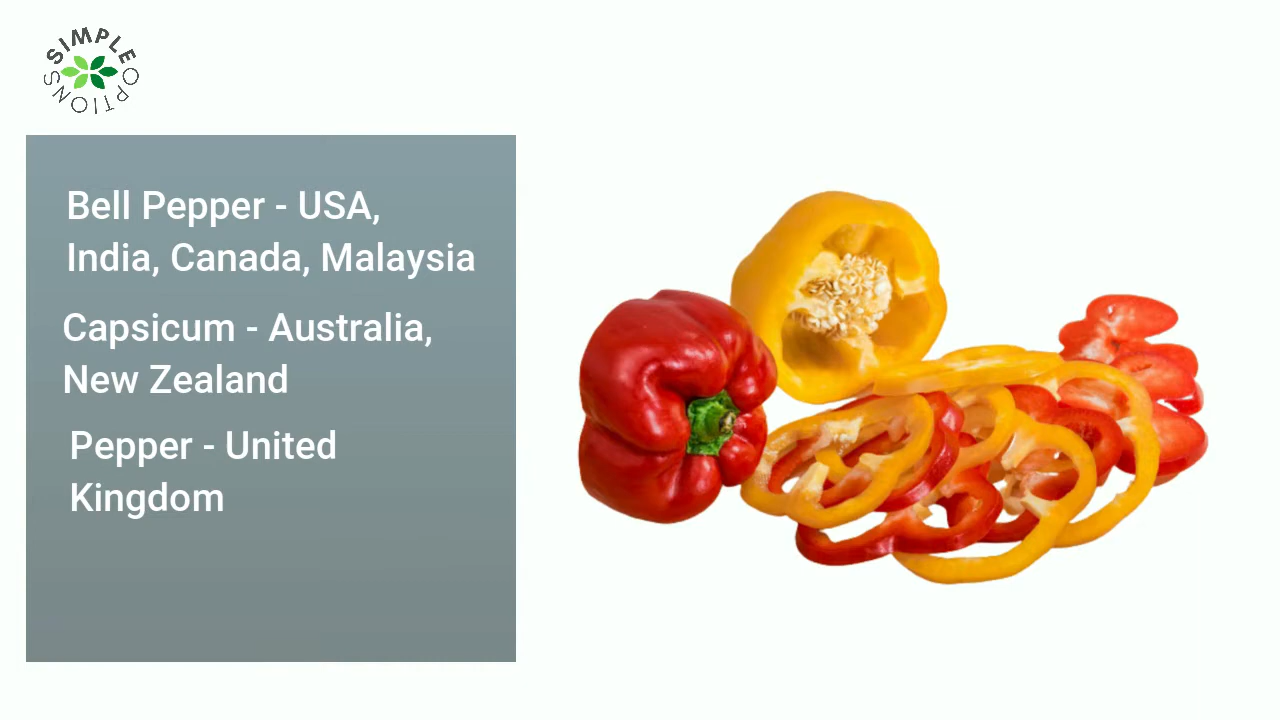 SIMPLE
OPTIONS
Bell Pepper - USA,
India, Canada, Malaysia
Capsicum - Australia,
New Zealand
Pepper - United
Kingdom